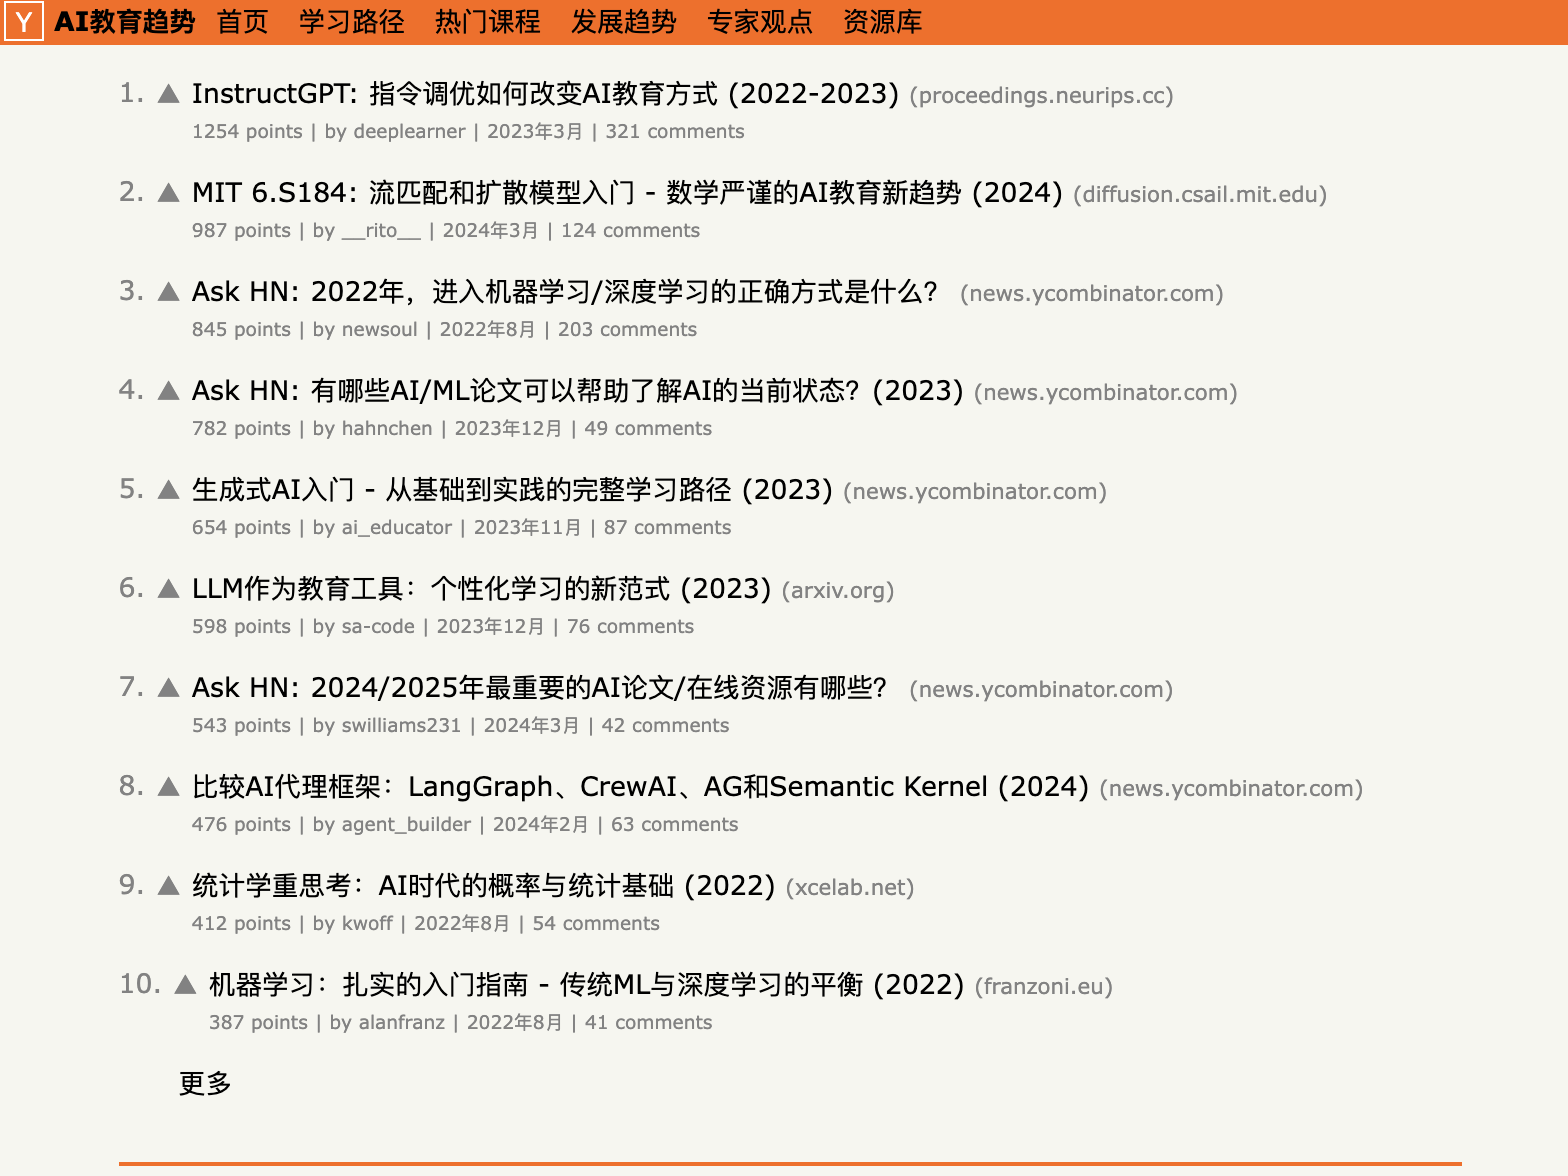 Y AI教育趋势 首页 学习路径 热门课程 发展趋势 专家观点 资源库
1. ▲ InstructGPT: 指令调优如何改变AI教育方式 (2022-2023) (proceedings.neurips.cc)
1254 points | by deeplearner | 2023年3月 | 321 comments
2. ▲ MIT 6.S184: 流匹配和扩散模型入门 - 数学严谨的AI教育新趋势 (2024) (diffusion.csail.mit.edu)
987 points | by __rito__ | 2024年3月 | 124 comments
3. ▲ Ask HN: 2022年，进入机器学习/深度学习的正确方式是什么？ (news.ycombinator.com)
845 points | by newsoul | 2022年8月 | 203 comments
4. ▲ Ask HN: 有哪些AI/ML论文可以帮助了解AI的当前状态？(2023) (news.ycombinator.com)
782 points | by hahnchen | 2023年12月 | 49 comments
5. ▲ 生成式AI入门 - 从基础到实践的完整学习路径 (2023) (news.ycombinator.com)
654 points | by ai_educator | 2023年11月 | 87 comments
6. ▲ LLM作为教育工具：个性化学习的新范式 (2023) (arxiv.org)
598 points | by sa-code | 2023年12月 | 76 comments
7. ▲ Ask HN: 2024/2025年最重要的AI论文/在线资源有哪些？ (news.ycombinator.com)
543 points | by swilliams231 | 2024年3月 | 42 comments
8. ▲ 比较AI代理框架：LangGraph、CrewAI、AG和Semantic Kernel (2024) (news.ycombinator.com)
476 points | by agent_builder | 2024年2月 | 63 comments
9. ▲ 统计学重思考：AI时代的概率与统计基础 (2022) (xcelab.net)
412 points | by kwoff | 2022年8月 | 54 comments
10. ▲ 机器学习：扎实的入门指南 - 传统ML与深度学习的平衡 (2022) (franzoni.eu)
387 points | by alanfranz | 2022年8月 | 41 comments
更多